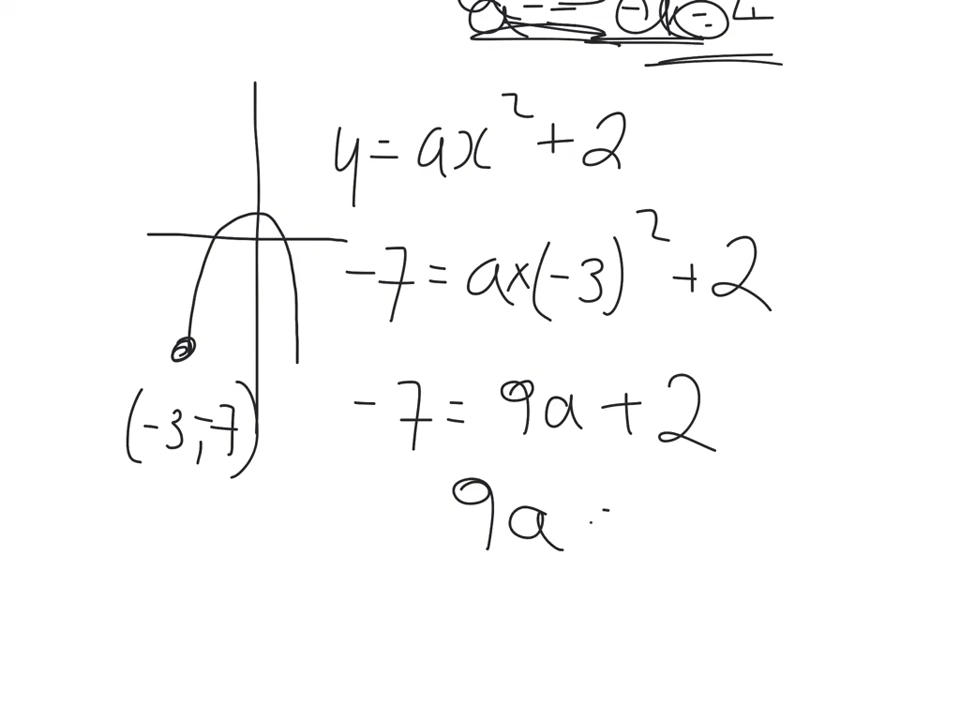 y = ax² + 2
-7 = a×(-3)² + 2
(-3,-7)
-7 = 9a + 2
9a =